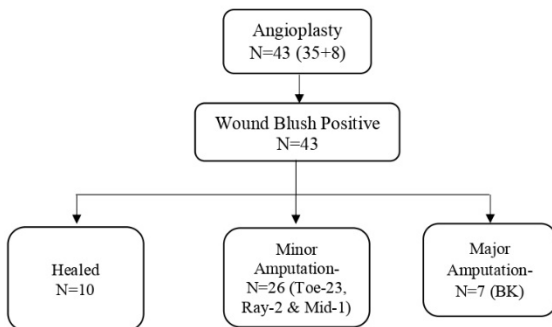 Angioplasty
N=43 (35+8)
Wound Blush Positive
N=43
Healed
N=10
Minor
Amputation-
N=26 (Toe-23,
Ray-2 & Mid-1)
Major
Amputation-
N=7 (BK)